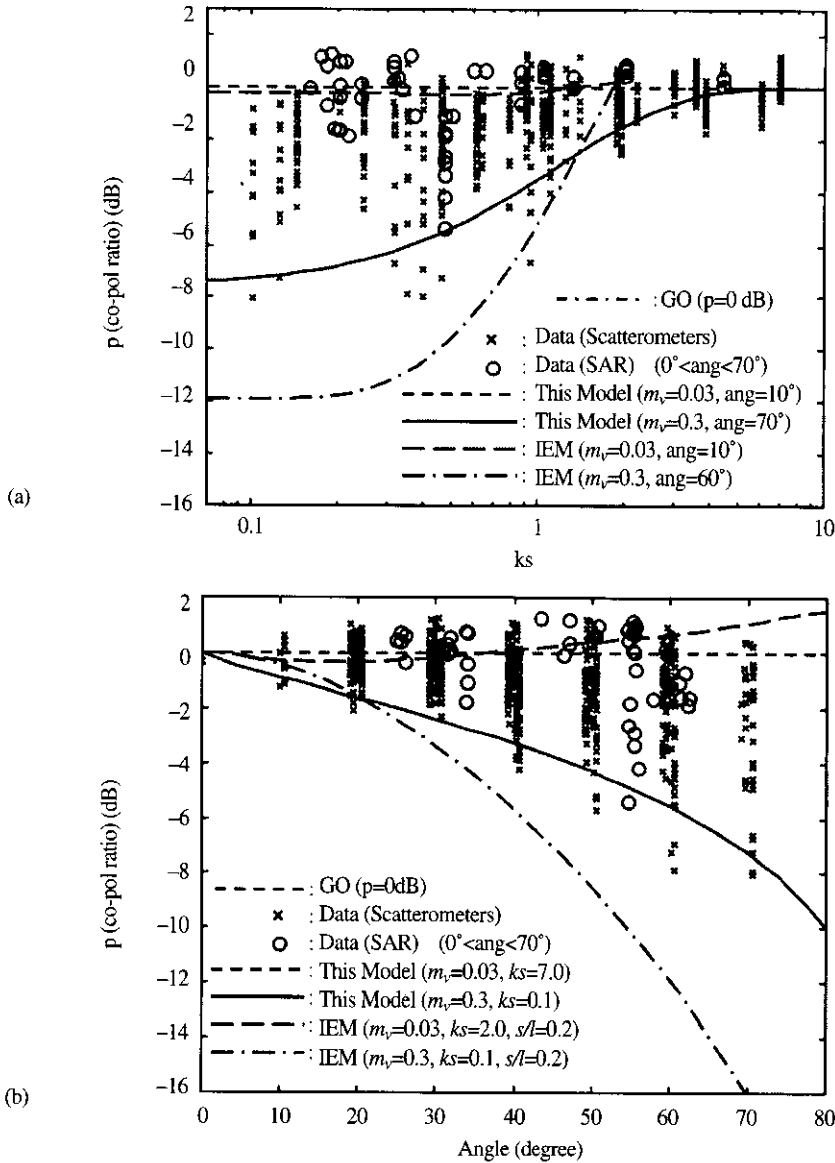 2
0
−2
−4
−6
−8
−10
−12
−14
−16
p (co-pol ratio) (dB)
: GO (p=0 dB)
: Data (Scatterometers)
: Data (SAR) (0°<ang<70°)
: This Model (mv=0.03, ang=10°)
: This Model (mv=0.3, ang=70°)
: IEM (mv=0.03, ang=10°)
: IEM (mv=0.3, ang=60°)
(a)
0.1 1 10
ks
2
0
−2
−4
−6
−8
−10
−12
−14
−16
p (co-pol ratio) (dB)
: GO (p=0dB)
: Data (Scatterometers)
: Data (SAR) (0°<ang<70°)
: This Model (mv=0.03, ks=7.0)
: This Model (mv=0.3, ks=0.1)
: IEM (mv=0.03, ks=2.0, s/l=0.2)
: IEM (mv=0.3, ks=0.1, s/l=0.2)
(b)
0 10 20 30 40 50 60 70 80
Angle (degree)